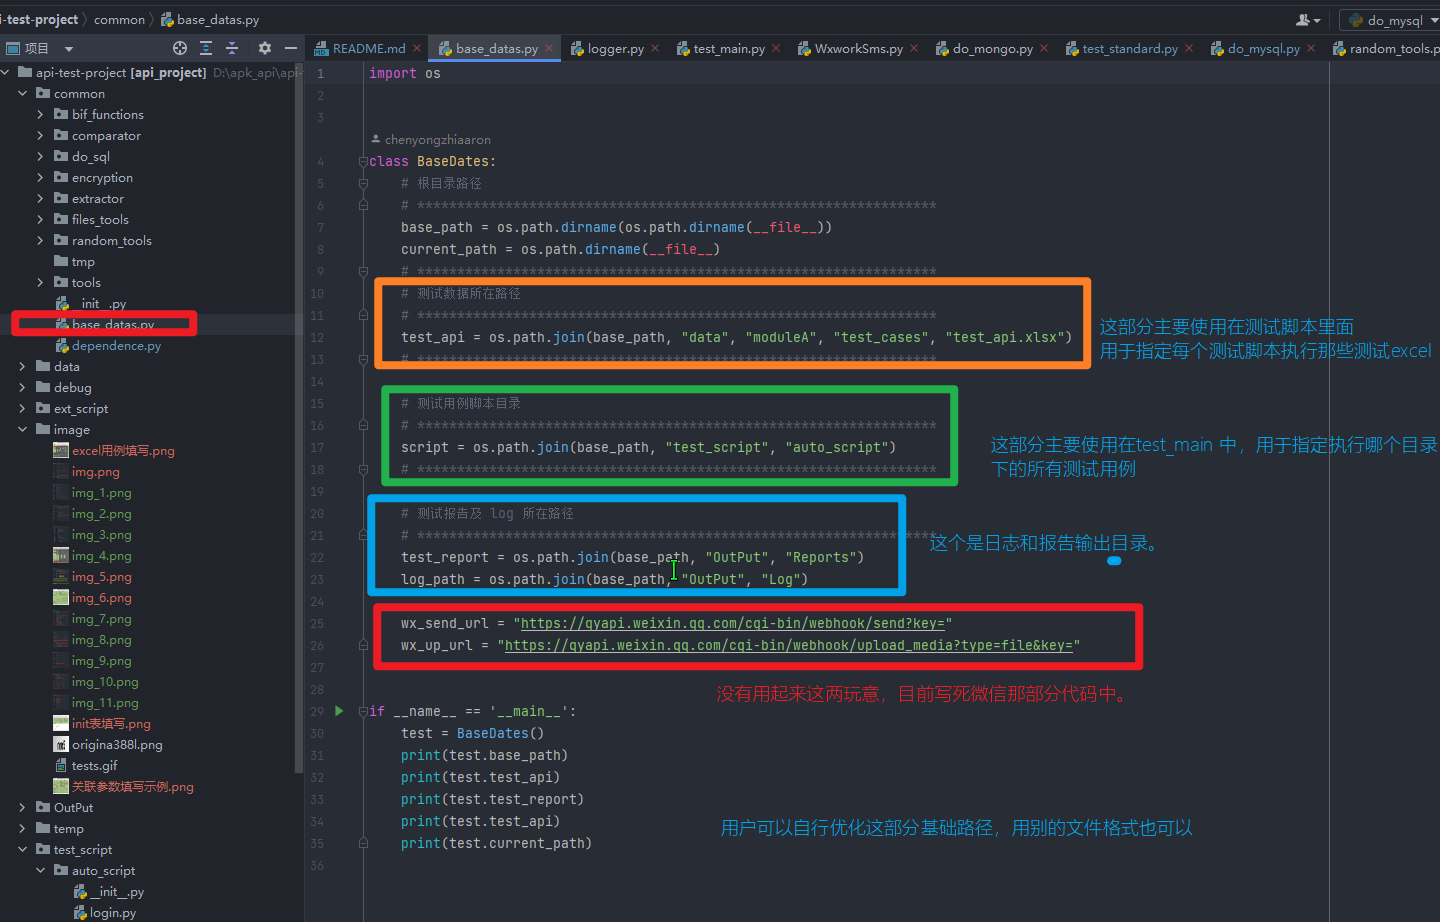 i-test-project 〉 common 〉 base_datas.py
do_mysql
项目
README.md
base_datas.py
logger.py
test_main.py
WxworkSms.py
do_mongo.py
test_standard.py
do_mysql.py
random_tools.p
api-test-project [api_project] D:\apk_api\api-
common
bif_functions
comparator
do_sql
encryption
extractor
files_tools
random_tools
tmp
tools
__init__.py
base_datas.py
dependence.py
data
debug
ext_script
image
excel用例填写.png
img.png
img_1.png
img_2.png
img_3.png
img_4.png
img_5.png
img_6.png
img_7.png
img_8.png
img_9.png
img_10.png
img_11.png
init表填写.png
origina388l.png
tests.gif
关联参数填写示例.png
OutPut
temp
test_script
auto_script
__init__.py
login.py
1 import os
2
3
chenyongzhiaaron
4 class BaseDates:
5 # 根目录路径
6 # *****************************************************************
7 base_path = os.path.dirname(os.path.dirname(__file__))
8 current_path = os.path.dirname(__file__)
9 # *****************************************************************
10 # 测试数据所在路径
11 # *****************************************************************
12 test_api = os.path.join(base_path, "data", "moduleA", "test_cases", "test_api.xlsx")
13 # *****************************************************************
14
15 # 测试用例脚本目录
16 # *****************************************************************
17 script = os.path.join(base_path, "test_script", "auto_script")
18 # *****************************************************************
19
20 # 测试报告及 log 所在路径
21 # *****************************************************************
22 test_report = os.path.join(base_path, "OutPut", "Reports")
23 log_path = os.path.join(base_path, "OutPut", "Log")
24
25 wx_send_url = "https://qyapi.weixin.qq.com/cgi-bin/webhook/send?key="
26 wx_up_url = "https://qyapi.weixin.qq.com/cgi-bin/webhook/upload_media?type=file&key="
27
28
29 if __name__ == '__main__':
30 test = BaseDates()
31 print(test.base_path)
32 print(test.test_api)
33 print(test.test_report)
34 print(test.test_api)
35 print(test.current_path)
36
这部分主要使用在测试脚本里面
用于指定每个测试脚本执行那些测试excel
这部分主要使用在test_main 中，用于指定执行哪个目录
下的所有测试用例
这个是日志和报告输出目录。
没有用起来这两玩意，目前写死微信那部分代码中。
用户可以自行优化这部分基础路径，用别的文件格式也可以